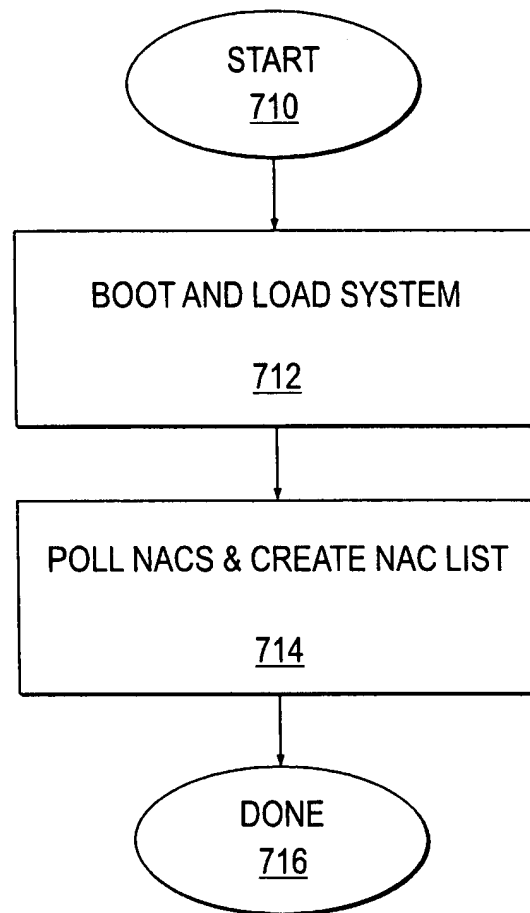 START
710
BOOT AND LOAD SYSTEM
712
POLL NACS & CREATE NAC LIST
714
DONE
716